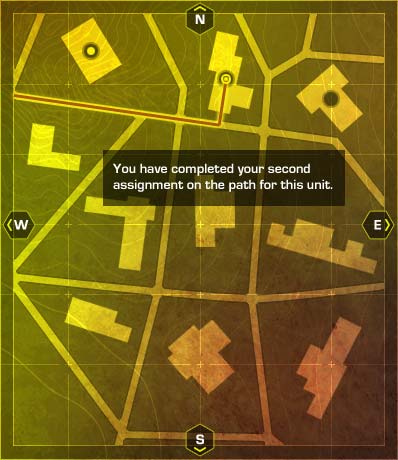 N
You have completed your second
assignment on the path for this unit.
W
E
S